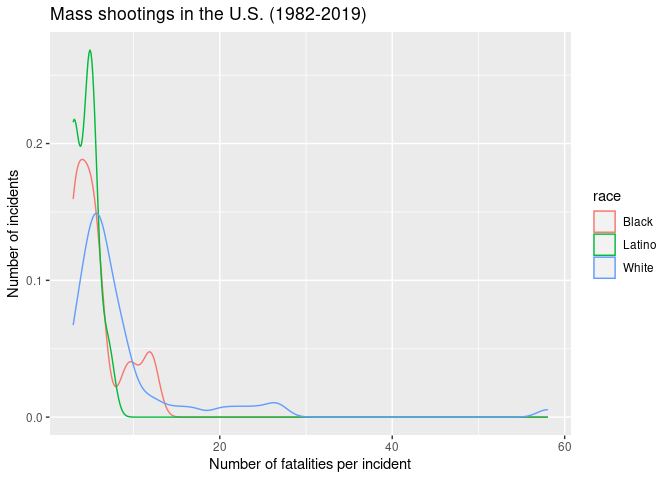 Mass shootings in the U.S. (1982-2019)
Number of incidents
0.2
0.1
0.0
20
40
60
Number of fatalities per incident
race
Black
Latino
White